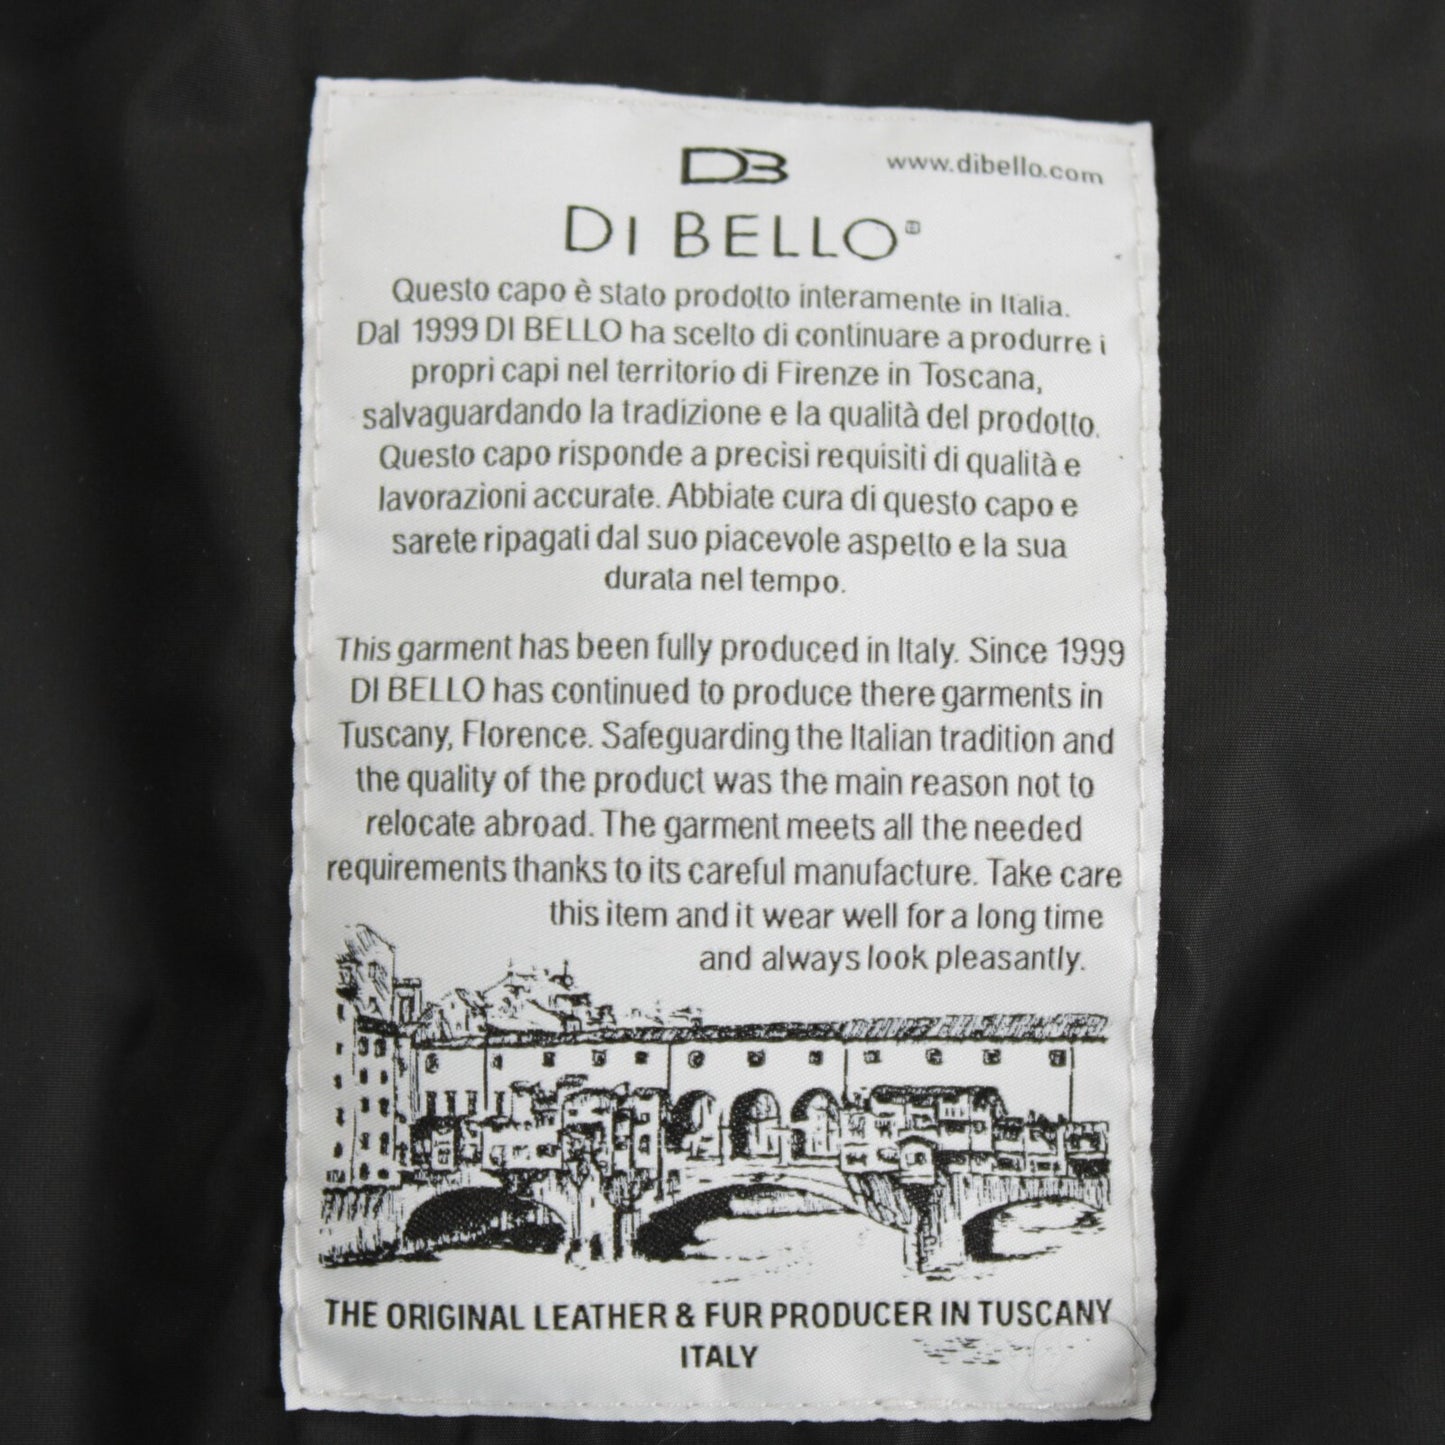 DB
www.dibello.com
DI BELLO®
Questo capo è stato prodotto interamente in Italia.
Dal 1999 DI BELLO ha scelto di continuare a produrre i
propri capi nel territorio di Firenze in Toscana,
salvaguardando la tradizione e la qualità del prodotto.
Questo capo risponde a precisi requisiti di qualità e
lavorazioni accurate. Abbiate cura di questo capo e
sarete ripagati dal suo piacevole aspetto e la sua
durata nel tempo.
This garment has been fully produced in Italy. Since 1999
DI BELLO has continued to produce there garments in
Tuscany, Florence. Safeguarding the Italian tradition and
the quality of the product was the main reason not to
relocate abroad. The garment meets all the needed
requirements thanks to its careful manufacture. Take care
this item and it wear well for a long time
and always look pleasantly.
THE ORIGINAL LEATHER & FUR PRODUCER IN TUSCANY
ITALY